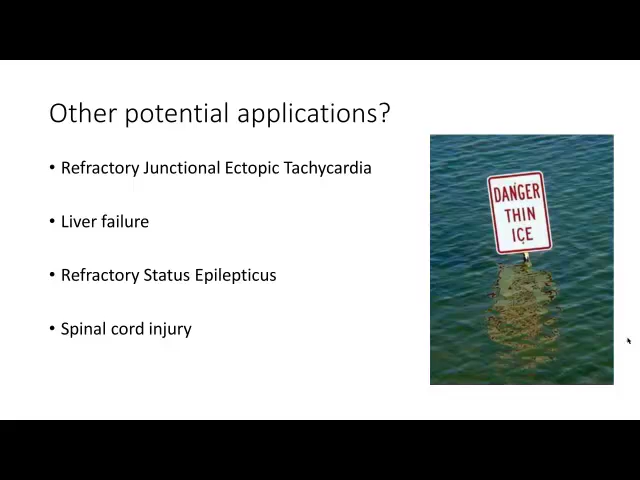 Other potential applications?
• Refractory Junctional Ectopic Tachycardia
• Liver failure
• Refractory Status Epilepticus
• Spinal cord injury
DANGER
THIN
ICE